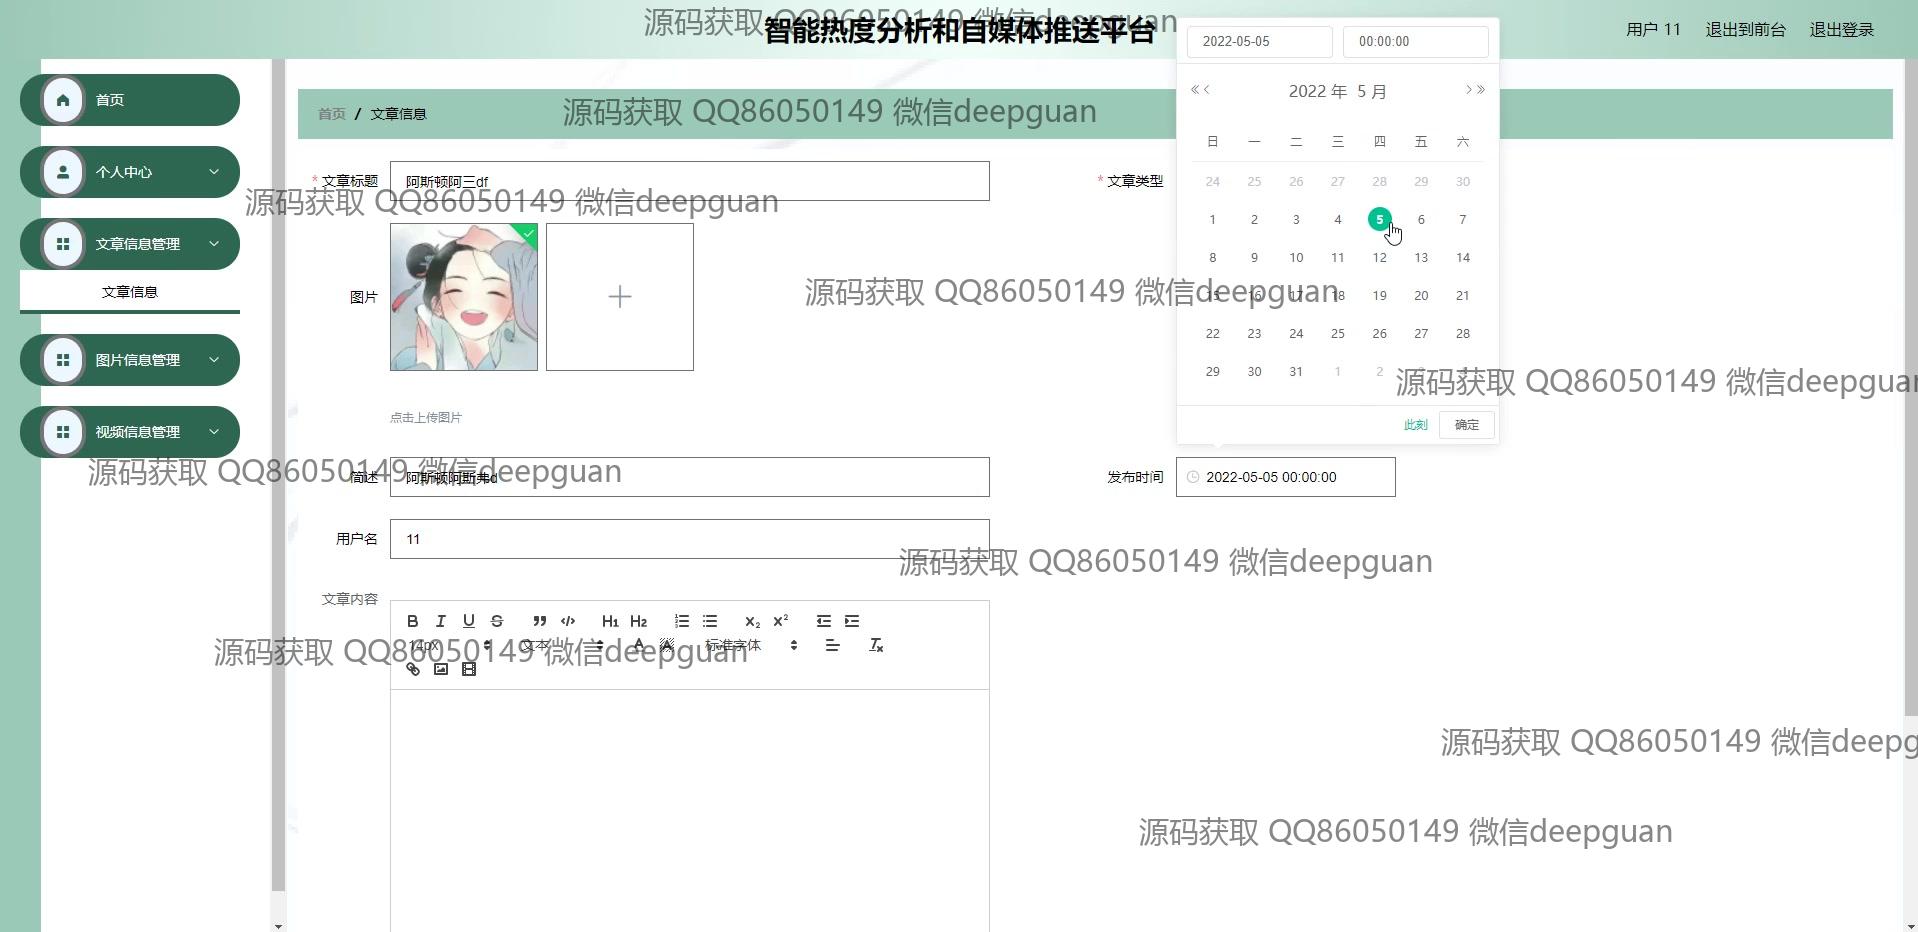 源码获取 QQ86050149 微信deepguan
智能热度分析和自媒体推送平台
用户 11
退出到前台
退出登录
首页
个人中心
文章信息管理
文章信息
图片信息管理
视频信息管理
首页 / 文章信息
源码获取 QQ86050149 微信deepguan
* 文章标题
阿斯顿阿三df
源码获取 QQ86050149 微信deepguan
* 文章类型
图片
点击上传图片
2022-05-05
00:00:00
2022 年 5 月
日 一 二 三 四 五 六
24 25 26 27 28 29 30
1 2 3 4 5 6 7
8 9 10 11 12 13 14
15 16 17 18 19 20 21
源码获取 QQ86050149 微信deepguan
22 23 24 25 26 27 28
29 30 31 1 2
源码获取 QQ86050149 微信deepguan
此刻
确定
简述
阿斯顿阿斯弗d
源码获取 QQ86050149 微信deepguan
发布时间
2022-05-05 00:00:00
用户名
11
源码获取 QQ86050149 微信deepguan
文章内容
B I U S H1 H2 X₂ X²
14px 文本 A A 标准字体 Tx
源码获取 QQ86050149 微信deepguan
源码获取 QQ86050149 微信deepg
源码获取 QQ86050149 微信deepguan